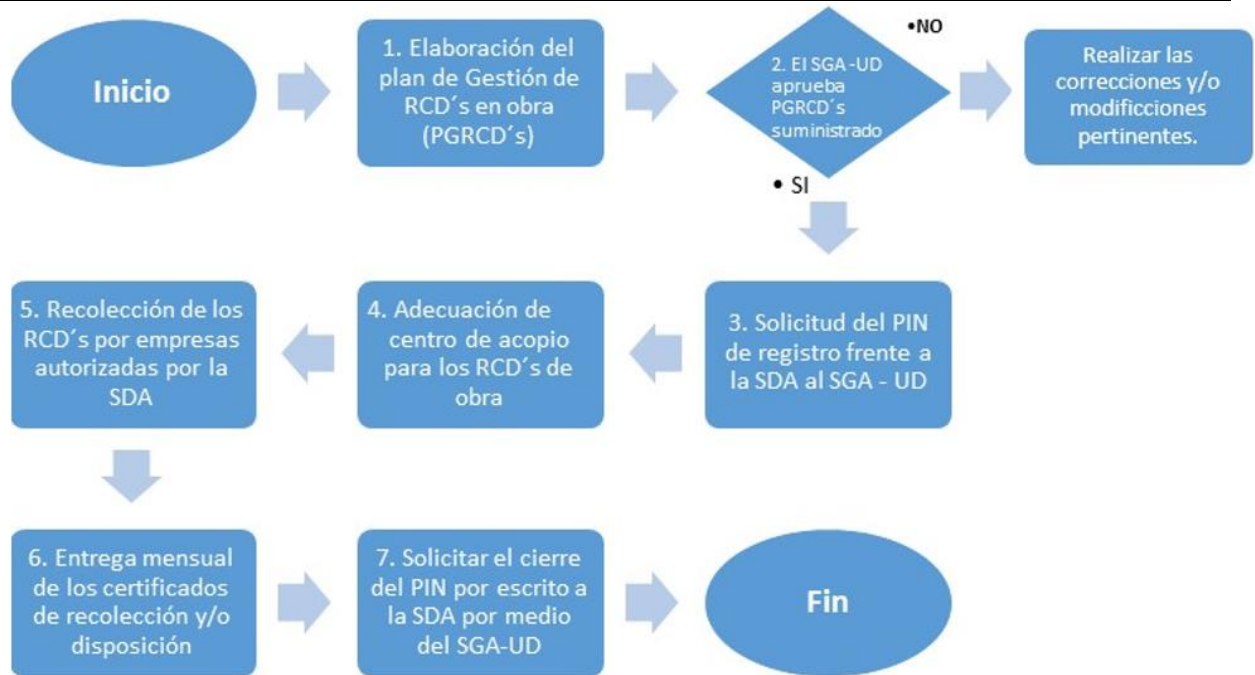 Inicio
1. Elaboración del
plan de Gestión de
RCD´s en obra
(PGRCD´s)
•NO
2. El SGA -UD
aprueba
PGRCD´s
suministrado
Realizar las
correcciones y/o
modificciones
pertinentes.
• SI
3. Solicitud del PIN
de registro frente a
la SDA al SGA - UD
4. Adecuación de
centro de acopio
para los RCD´s de
obra
5. Recolección de los
RCD´s por empresas
autorizadas por la
SDA
6. Entrega mensual
de los certificados
de recolección y/o
disposición
7. Solicitar el cierre
del PIN por escrito a
la SDA por medio
del SGA-UD
Fin